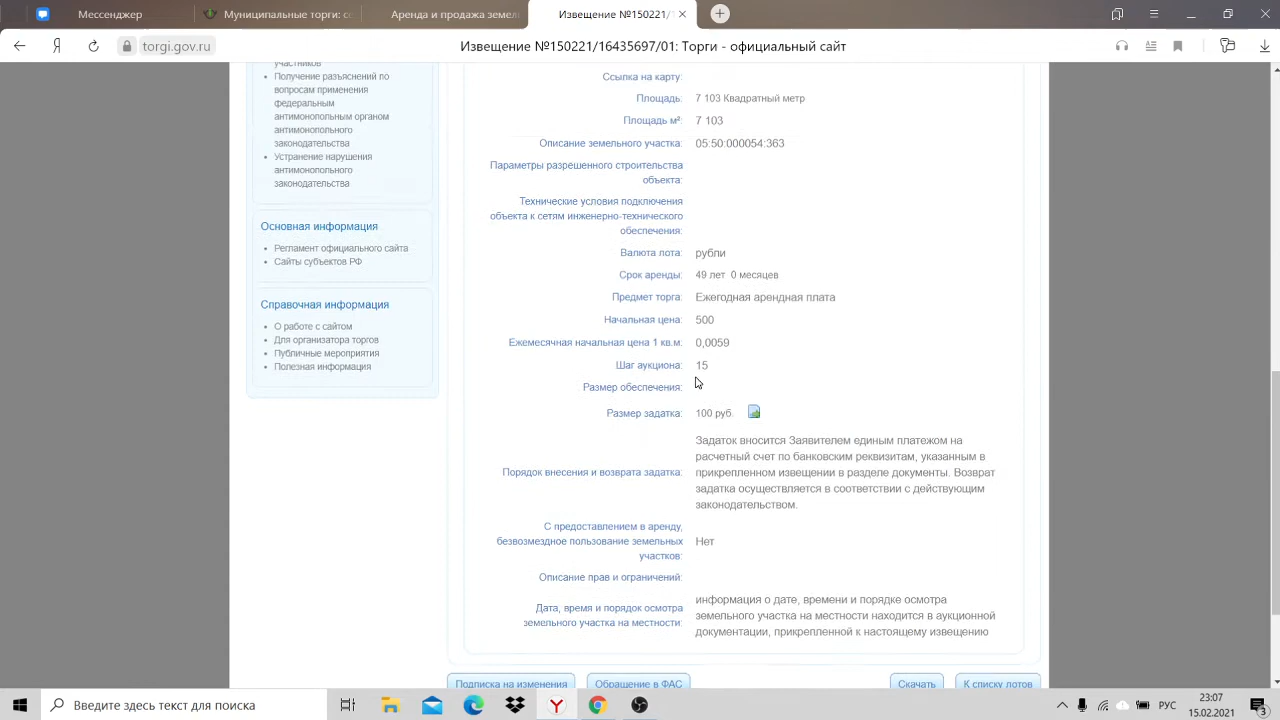 Мессенджер
Муниципальные торги: се
Аренда и продажа земел
Извещение №150221/1
torgi.gov.ru
Извещение №150221/16435697/01: Торги - официальный сайт
участников
Получение разъяснений по
вопросам применения
федеральным
антимонопольным органом
антимонопольного
законодательства
Устранение нарушения
антимонопольного
законодательства
Основная информация
Регламент официального сайта
Сайты субъектов РФ
Справочная информация
О работе с сайтом
Для организатора торгов
Публичные мероприятия
Полезная информация
Ссылка на карту:
Площадь: 7 103 Квадратный метр
Площадь м²: 7 103
Описание земельного участка: 05:50:000054:363
Параметры разрешенного строительства
объекта:
Технические условия подключения
объекта к сетям инженерно-технического
обеспечения:
Валюта лота: рубли
Срок аренды: 49 лет 0 месяцев
Предмет торга: Ежегодная арендная плата
Начальная цена: 500
Ежемесячная начальная цена 1 кв.м: 0,0059
Шаг аукциона: 15
Размер обеспечения:
Размер задатка: 100 руб.
Порядок внесения и возврата задатка:
Задаток вносится Заявителем единым платежом на
расчетный счет по банковским реквизитам, указанным в
прикрепленном извещении в разделе документы. Возврат
задатка осуществляется в соответствии с действующим
законодательством.
С предоставлением в аренду,
безвозмездное пользование земельных
участков:
Нет
Описание прав и ограничений:
Дата, время и порядок осмотра
земельного участка на местности:
информация о дате, времени и порядке осмотра
земельного участка на местности находится в аукционной
документации, прикрепленной к настоящему извещению
Подписка на изменения
Обращение в ФАС
Скачать
К списку лотов
Введите здесь текст для поиска
РУС
23:07
15.02.2021
3